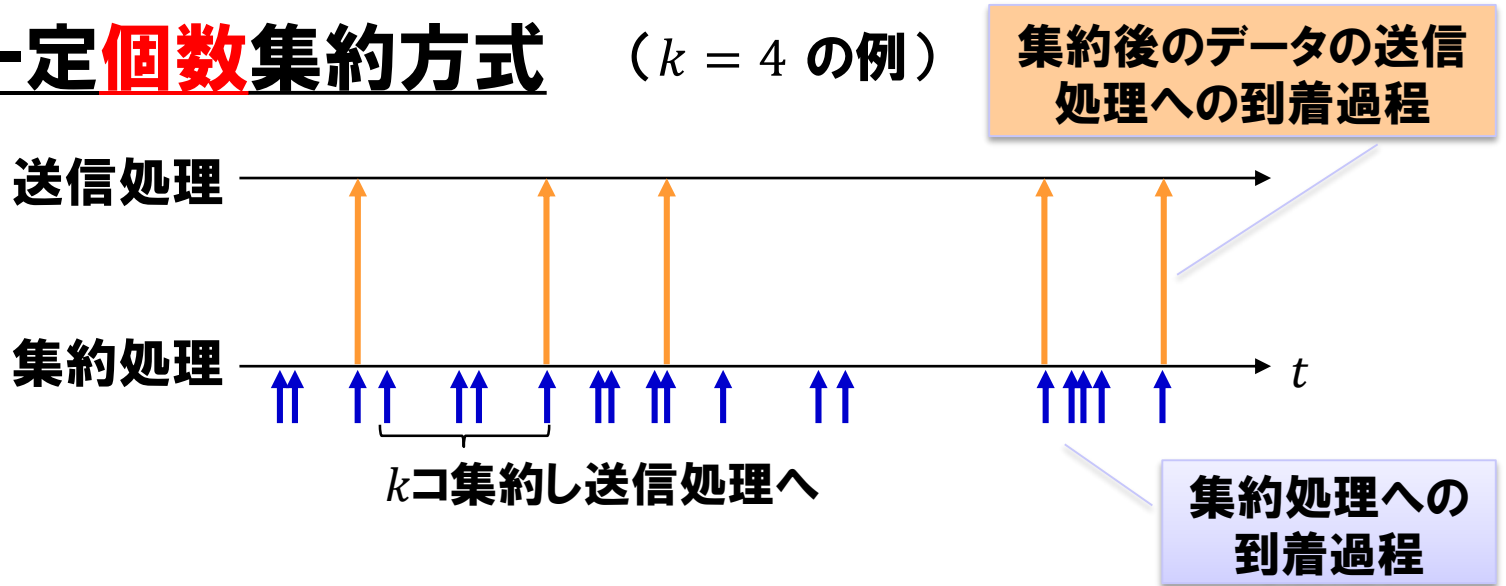 定個数集約方式 （k = 4 の例）
集約後のデータの送信
処理への到着過程
送信処理
集約処理
t
kコ集約し送信処理へ
集約処理への
到着過程